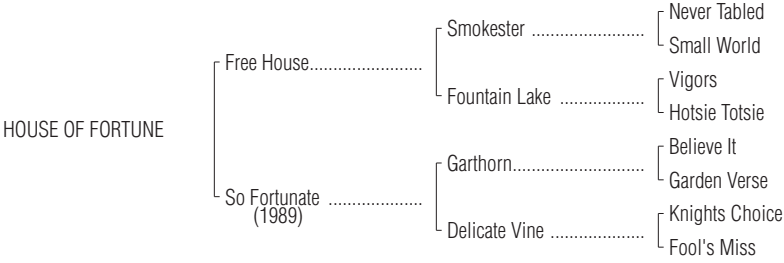 Never Tabled
Smokester ........................
Small World
Free House........................
Vigors
Fountain Lake ..................
Hotsie Totsie
HOUSE OF FORTUNE
Believe It
Garthorn............................
Garden Verse
So Fortunate ....................
(1989)
Knights Choice
Delicate Vine ....................
Fool's Miss